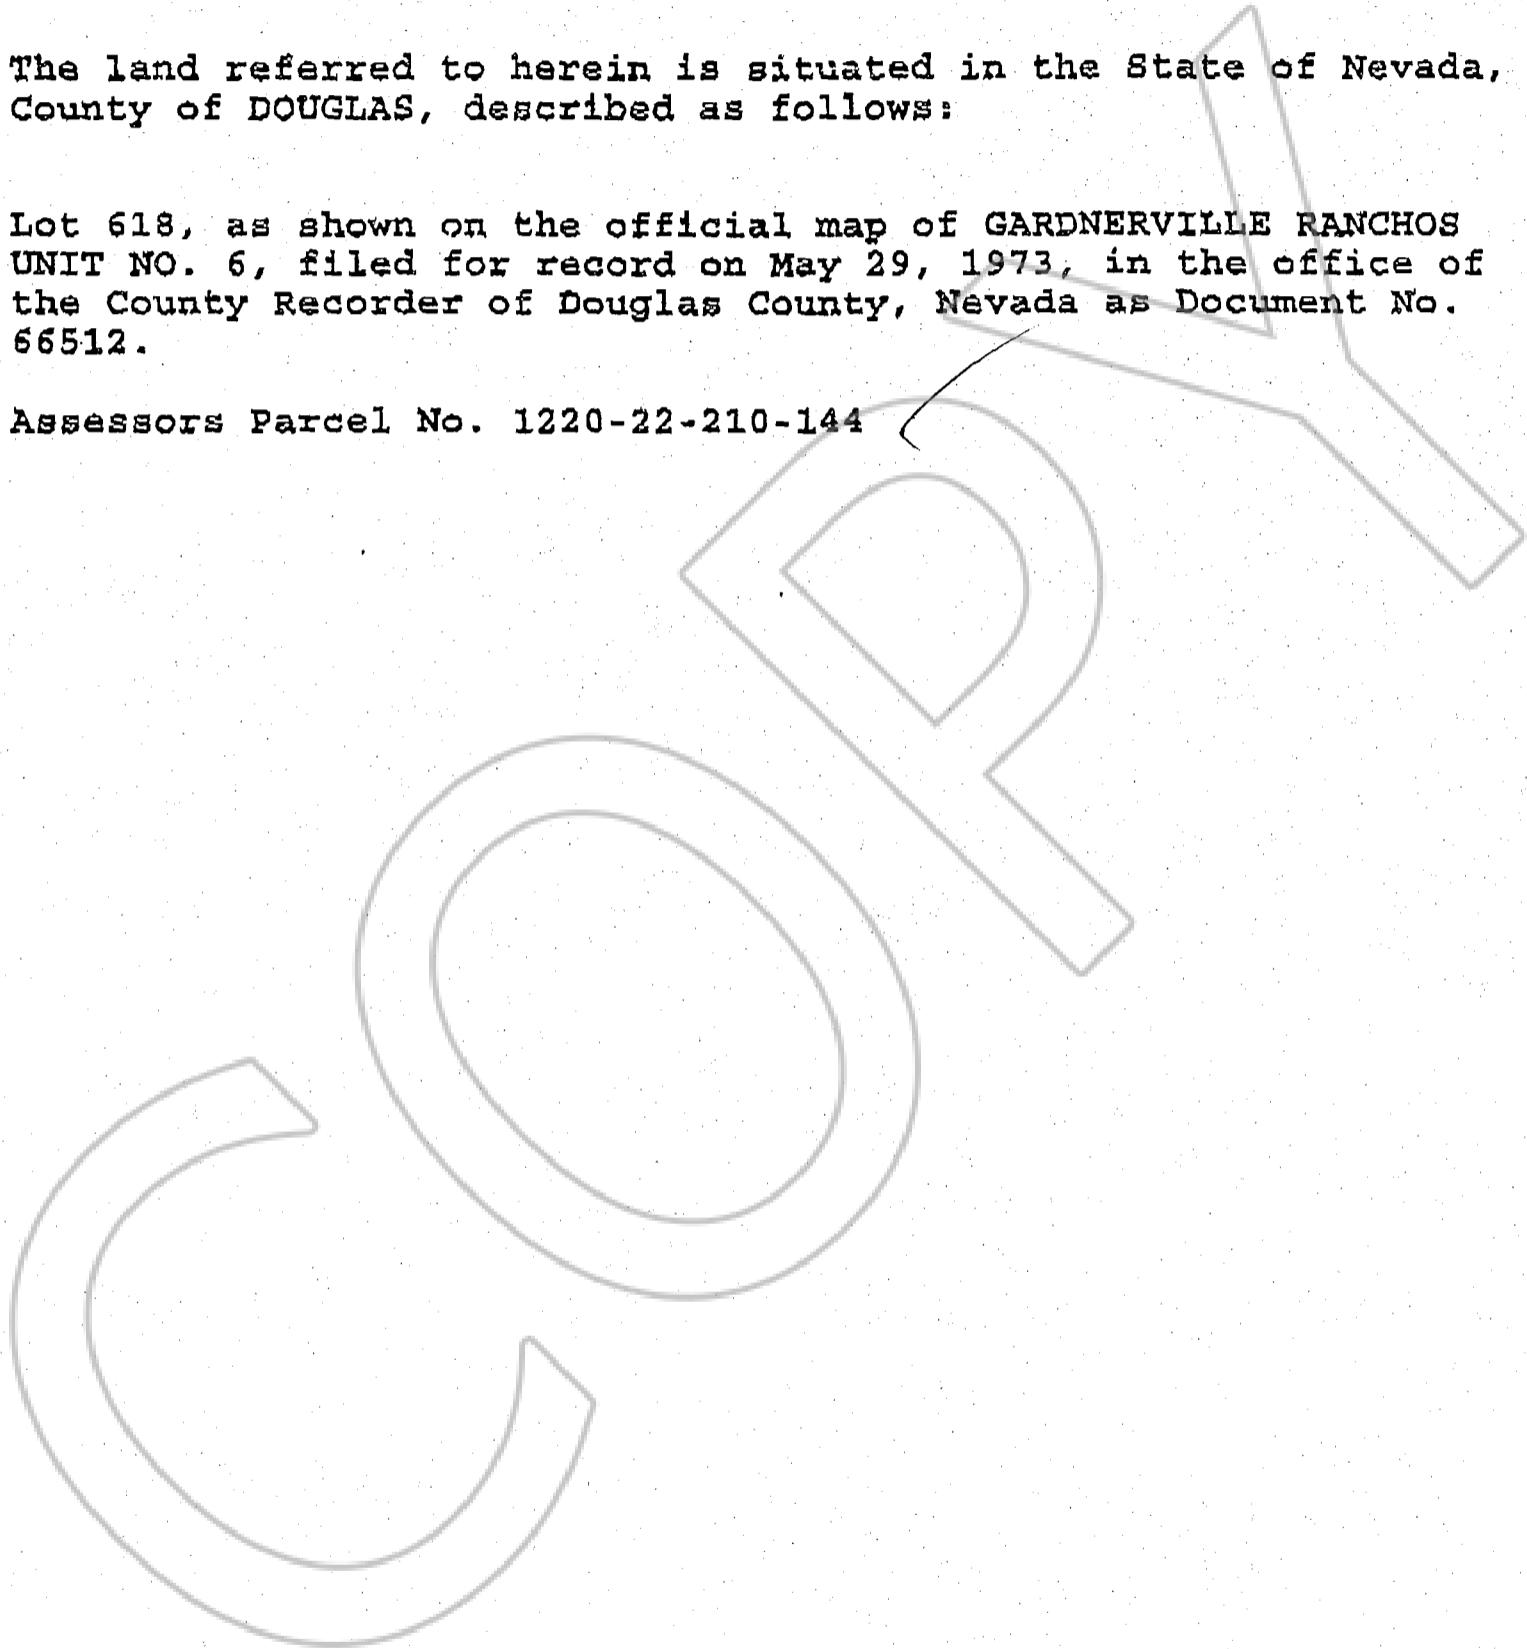 The land referred to herein is situated in the State of Nevada,
County of DOUGLAS, described as follows:
Lot 618, as shown on the official map of GARDNERVILLE RANCHOS
UNIT NO. 6, filed for record on May 29, 1973, in the office of
the County Recorder of Douglas County, Nevada as Document No.
66512.
Assessors Parcel No. 1220-22-210-144
COPY